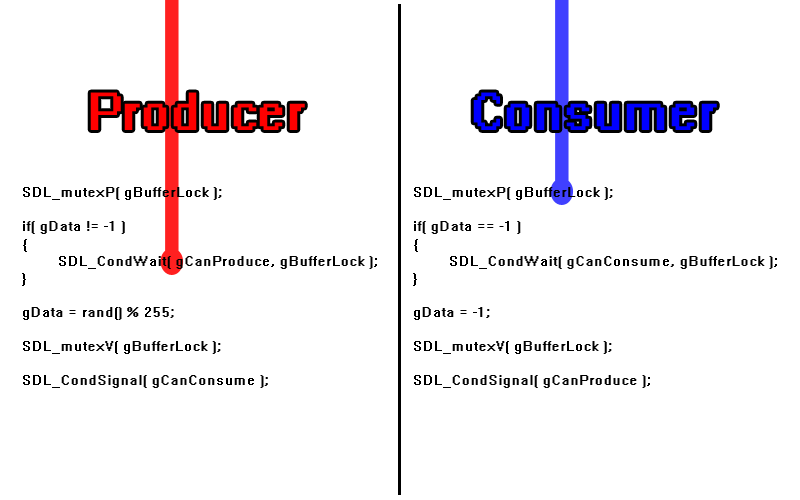 Producer
SDL_mutexP( gBufferLock );
if( gData != -1 )
{
SDL_CondWait( gCanProduce, gBufferLock );
}
gData = rand() % 255;
SDL_mutexV( gBufferLock );
SDL_CondSignal( gCanConsume );
Consumer
SDL_mutexP( gBufferLock );
if( gData == -1 )
{
SDL_CondWait( gCanConsume, gBufferLock );
}
gData = -1;
SDL_mutexV( gBufferLock );
SDL_CondSignal( gCanProduce );